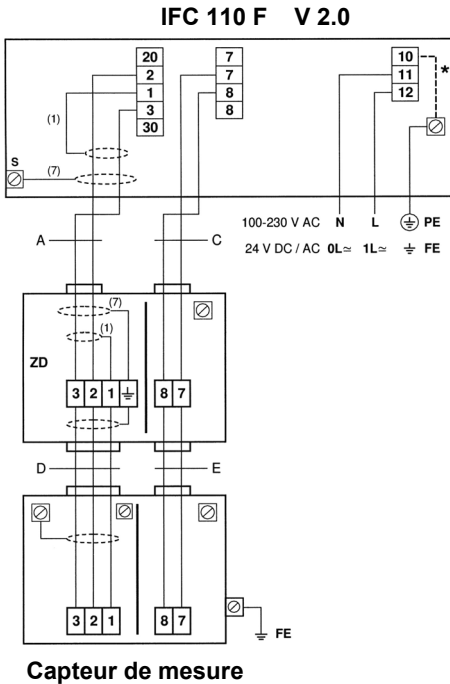 IFC 110 F V 2.0
20
2
1
3
30
7
7
8
8
10
11
12
*
(1)
S
(7)
100-230 V AC N L PE
24 V DC / AC 0L≃ 1L≃ FE
A
C
(7)
(1)
ZD
3 2 1
8 7
D
E
3 2 1
8 7
FE
Capteur de mesure